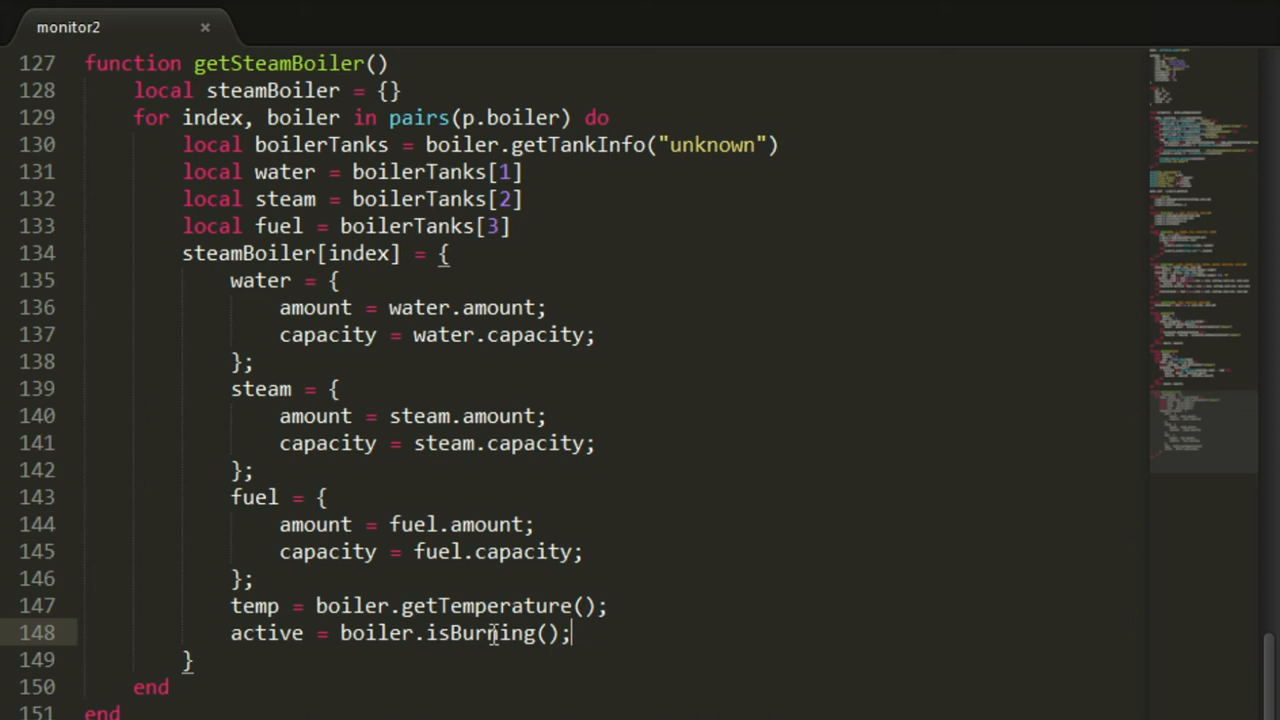 monitor2 ×
127 function getSteamBoiler()
128 local steamBoiler = {}
129 for index, boiler in pairs(p.boiler) do
130 local boilerTanks = boiler.getTankInfo("unknown")
131 local water = boilerTanks[1]
132 local steam = boilerTanks[2]
133 local fuel = boilerTanks[3]
134 steamBoiler[index] = {
135 water = {
136 amount = water.amount;
137 capacity = water.capacity;
138 };
139 steam = {
140 amount = steam.amount;
141 capacity = steam.capacity;
142 };
143 fuel = {
144 amount = fuel.amount;
145 capacity = fuel.capacity;
146 };
147 temp = boiler.getTemperature();
148 active = boiler.isBurning();
149 }
150 end
151 end